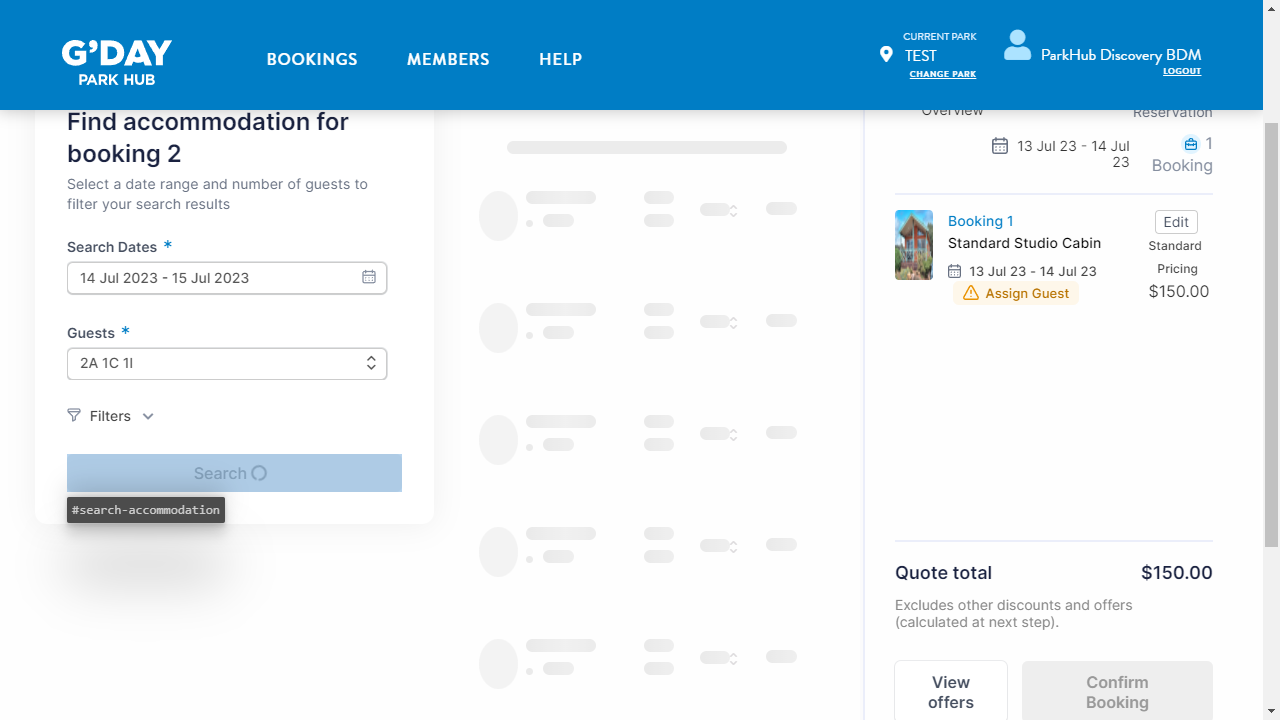 G'DAY
PARK HUB
BOOKINGS
MEMBERS
HELP
CURRENT PARK
TEST
CHANGE PARK
ParkHub Discovery BDM
LOGOUT
Find accommodation for
booking 2
Select a date range and number of guests to
filter your search results
Search Dates *
14 Jul 2023 - 15 Jul 2023
Guests *
2A 1C 1I
Filters
Search
#search-accommodation
Overview
Reservation
13 Jul 23 - 14 Jul
23
1
Booking
Booking 1
Standard Studio Cabin
13 Jul 23 - 14 Jul 23
Assign Guest
Edit
Standard
Pricing
$150.00
Quote total
$150.00
Excludes other discounts and offers
(calculated at next step).
View
offers
Confirm
Booking